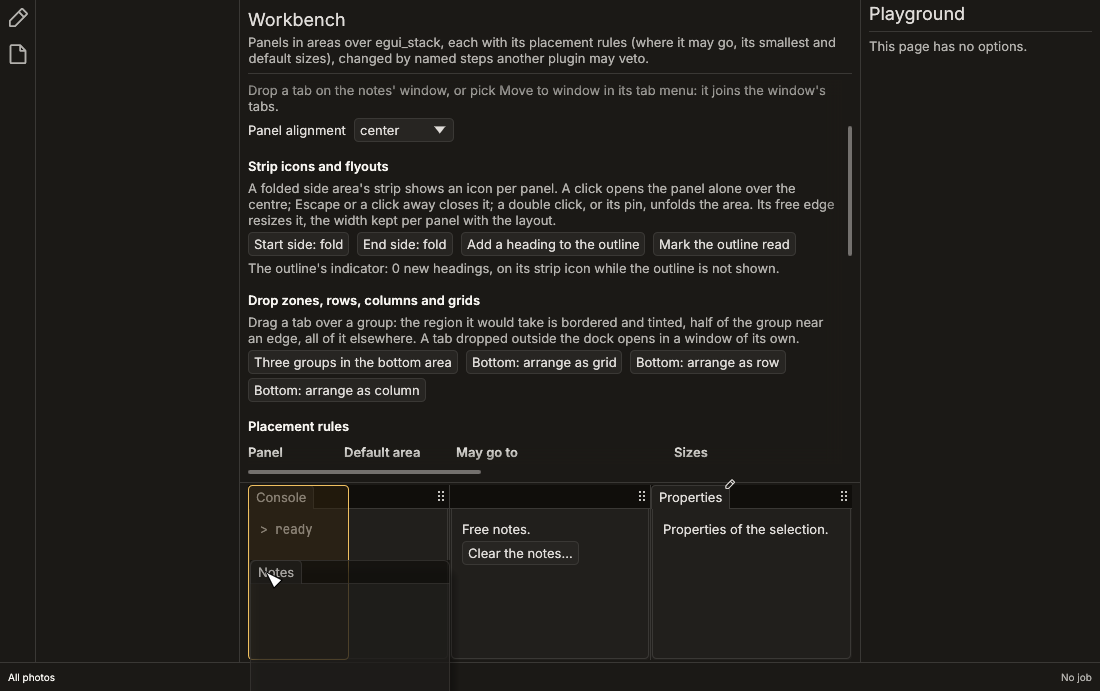 Workbench
Panels in areas over egui_stack, each with its placement rules (where it may go, its smallest and
default sizes), changed by named steps another plugin may veto.
Drop a tab on the notes' window, or pick Move to window in its tab menu: it joins the window's
tabs.
Panel alignment center
Strip icons and flyouts
A folded side area's strip shows an icon per panel. A click opens the panel alone over the
centre; Escape or a click away closes it; a double click, or its pin, unfolds the area. Its free edge
resizes it, the width kept per panel with the layout.
Start side: fold End side: fold Add a heading to the outline Mark the outline read
The outline's indicator: 0 new headings, on its strip icon while the outline is not shown.
Drop zones, rows, columns and grids
Drag a tab over a group: the region it would take is bordered and tinted, half of the group near
an edge, all of it elsewhere. A tab dropped outside the dock opens in a window of its own.
Three groups in the bottom area Bottom: arrange as grid Bottom: arrange as row
Bottom: arrange as column
Placement rules
Panel Default area May go to Sizes
Console
> ready
Notes
Free notes.
Clear the notes...
Properties
Properties of the selection.
Playground
This page has no options.
All photos
No job